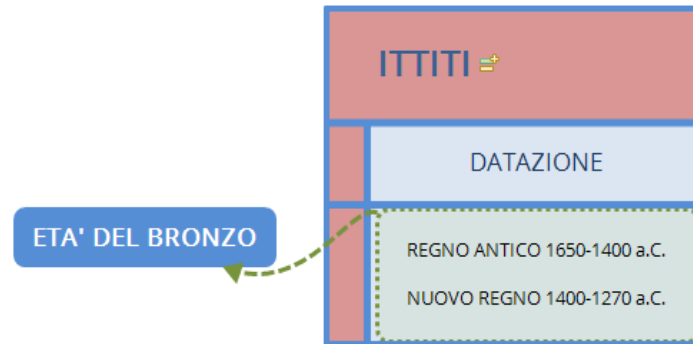 ITTITI
DATAZIONE
ETA' DEL BRONZO
REGNO ANTICO 1650-1400 a.C.
NUOVO REGNO 1400-1270 a.C.